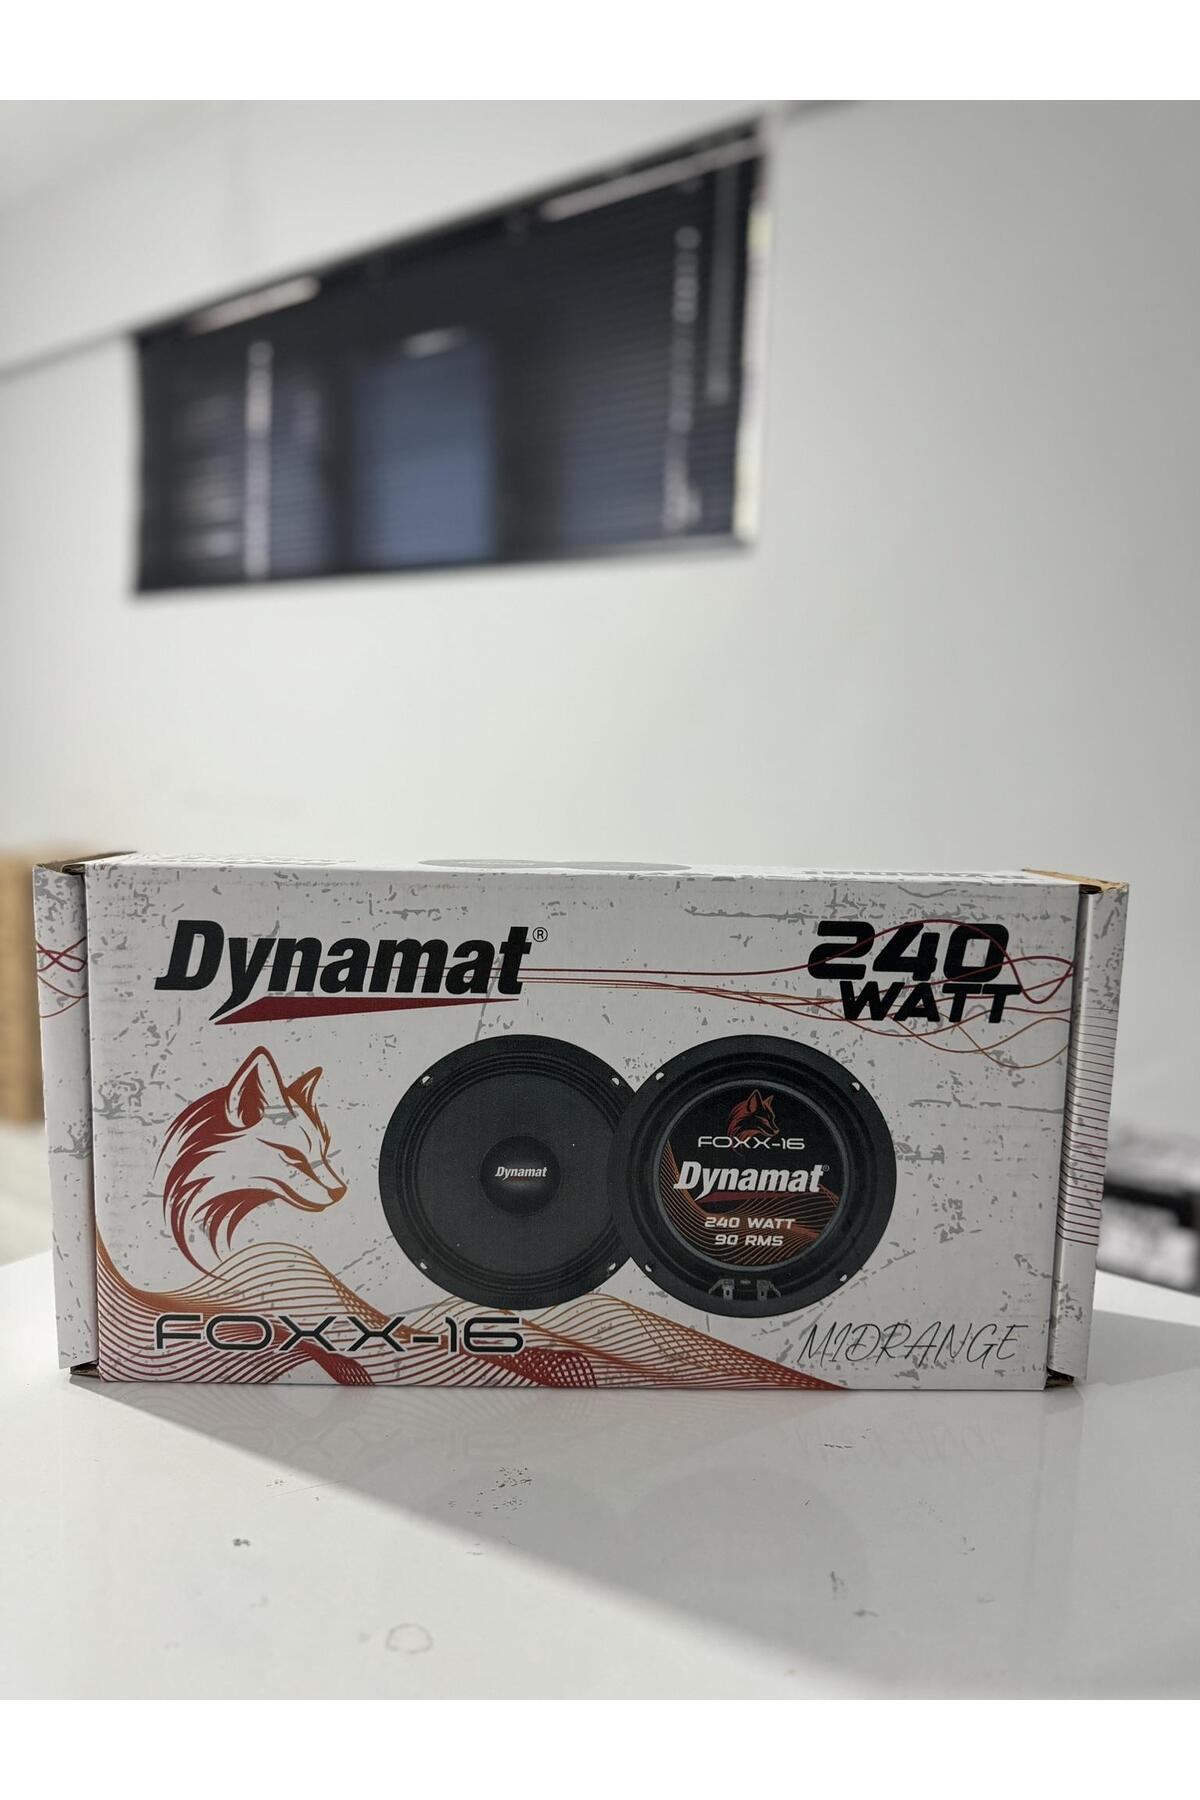 Dynamat®
240
WATT
Dynamat
FOXX-16
Dynamat®
240 WATT
90 RMS
FOXX-16
MIDRANGE